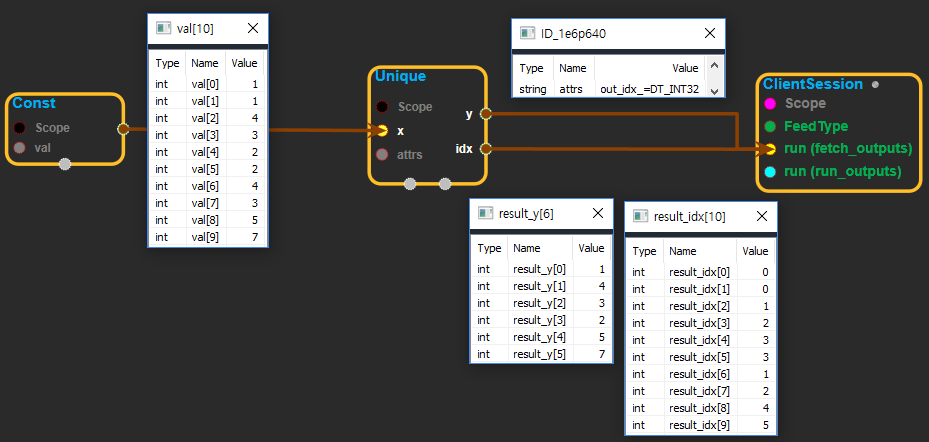 Const
Scope
val
val[10]
Type Name Value
int val[0] 1
int val[1] 1
int val[2] 4
int val[3] 3
int val[4] 2
int val[5] 2
int val[6] 4
int val[7] 3
int val[8] 5
int val[9] 7
Unique
Scope
x
attrs
y
idx
ID_1e6p640
Type Name Value
string attrs out_idx_=DT_INT32
ClientSession
Scope
FeedType
run (fetch_outputs)
run (run_outputs)
result_y[6]
Type Name Value
int result_y[0] 1
int result_y[1] 4
int result_y[2] 3
int result_y[3] 2
int result_y[4] 5
int result_y[5] 7
result_idx[10]
Type Name Value
int result_idx[0] 0
int result_idx[1] 0
int result_idx[2] 1
int result_idx[3] 2
int result_idx[4] 3
int result_idx[5] 3
int result_idx[6] 1
int result_idx[7] 2
int result_idx[8] 4
int result_idx[9] 5